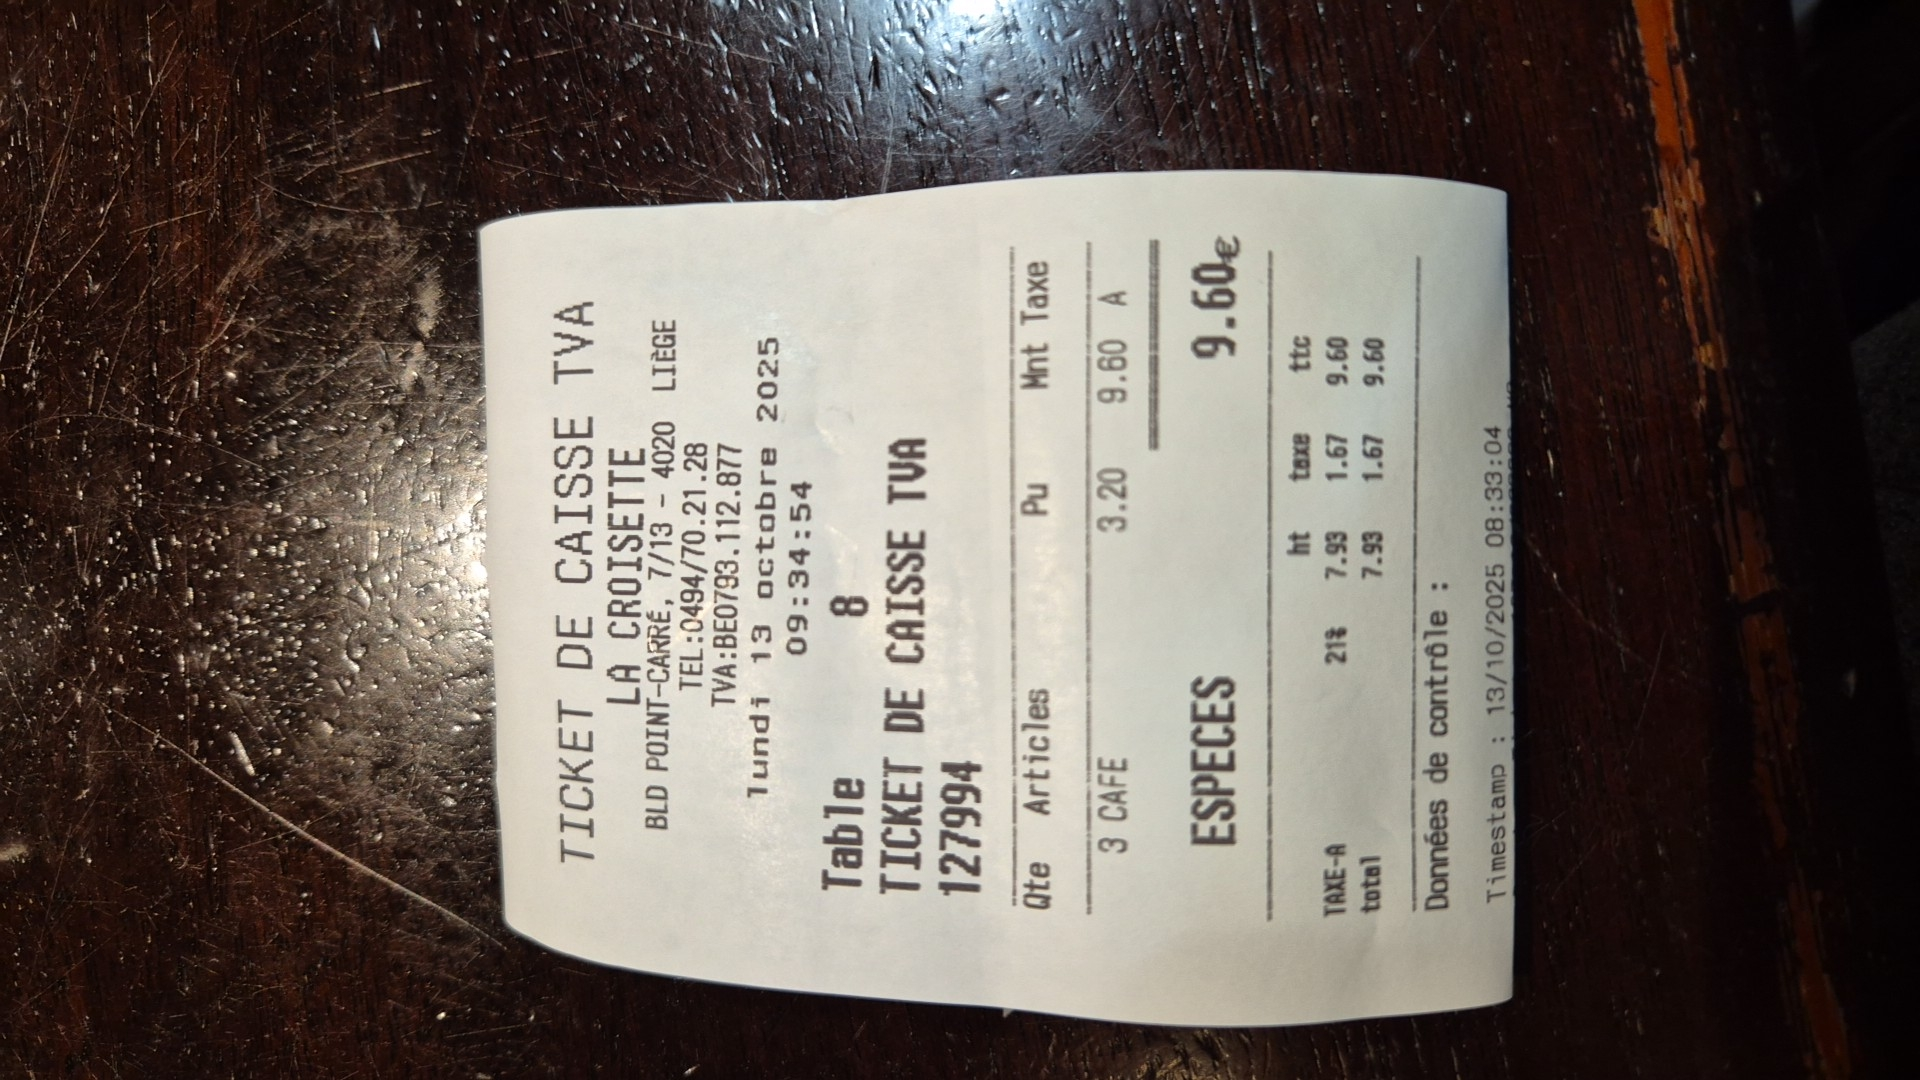 TICKET DE CAISSE TVA
LA CROISETTE
BLD POINT-CARRÉ, 7/13 - 4020 LIÈGE
TEL:0494/70.21.28
TVA:BE0793.112.877
lundi 13 octobre 2025
09:34:54
Table 8
TICKET DE CAISSE TVA
127994
Qte Articles Pu Mnt Taxe
3 CAFE 3.20 9.60 A
ESPECES 9.60€
ht taxe ttc
TAXE-A 21% 7.93 1.67 9.60
total 7.93 1.67 9.60
Données de contrôle :
Timestamp : 13/10/2025 08:33:04